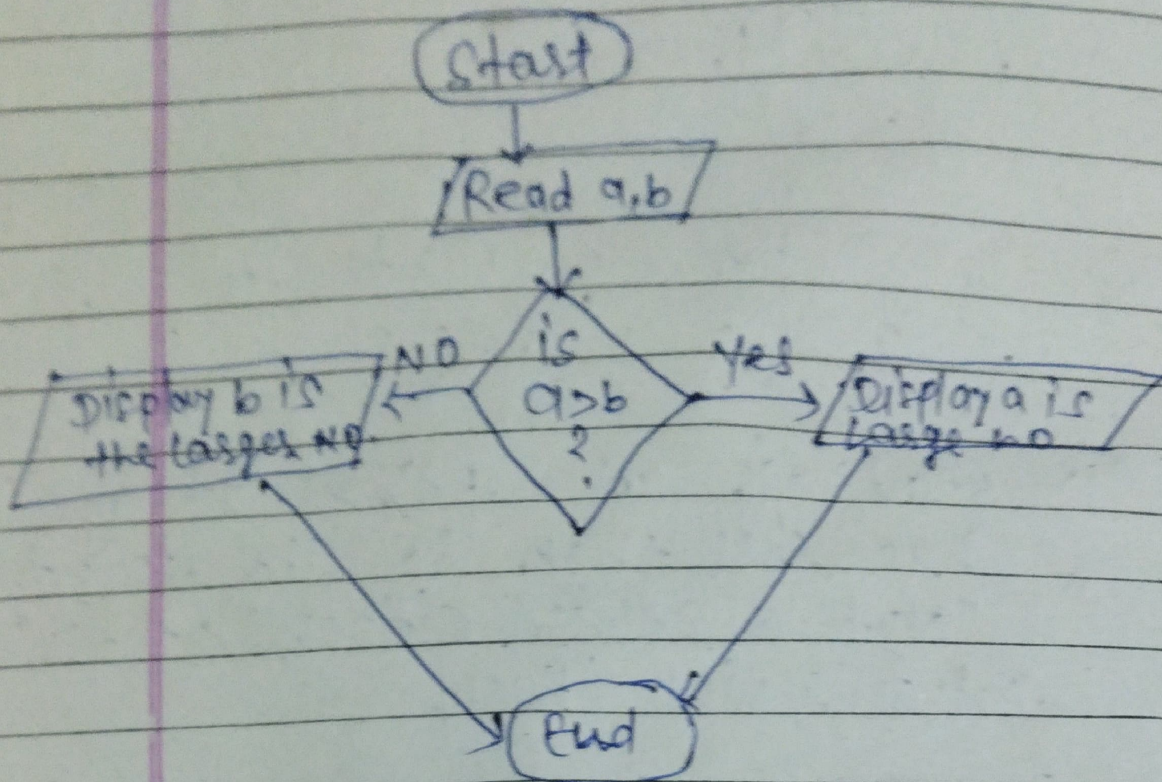 Start
Read a,b
is
a>b
?
NO
Yes
Display b is
the larger NO.
Display a is
large no
End